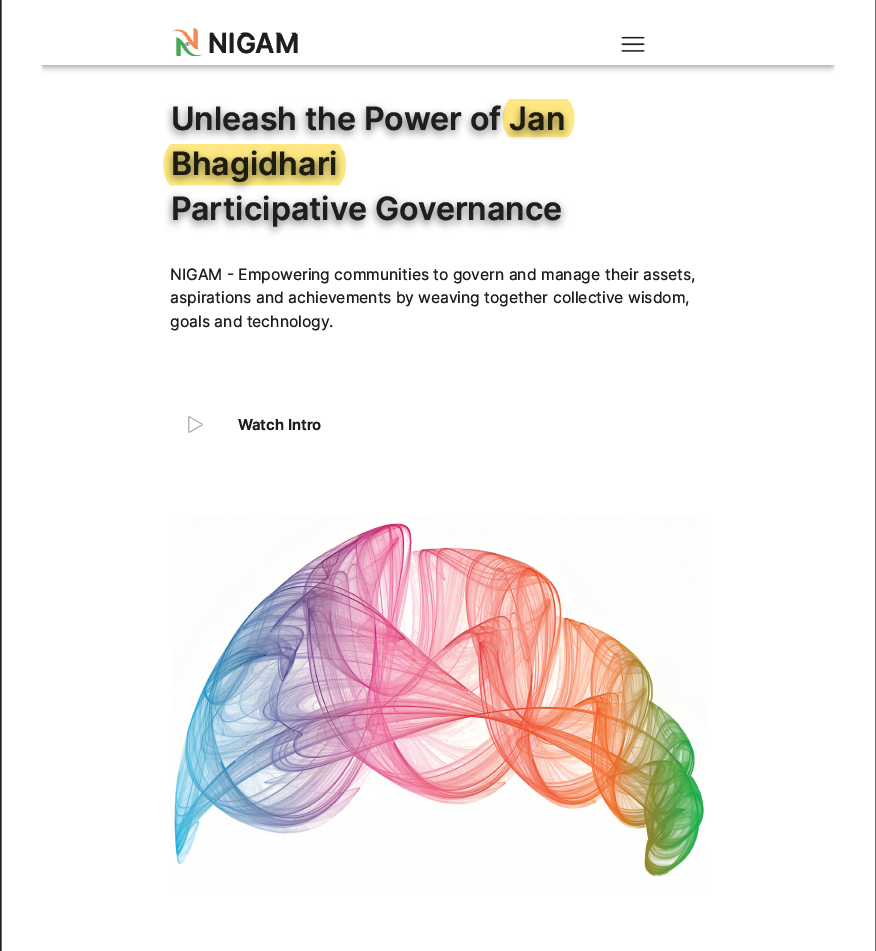 NIGAM
Unleash the Power of Jan
Bhagidhari
Participative Governance
NIGAM - Empowering communities to govern and manage their assets,
aspirations and achievements by weaving together collective wisdom,
goals and technology.
Watch Intro